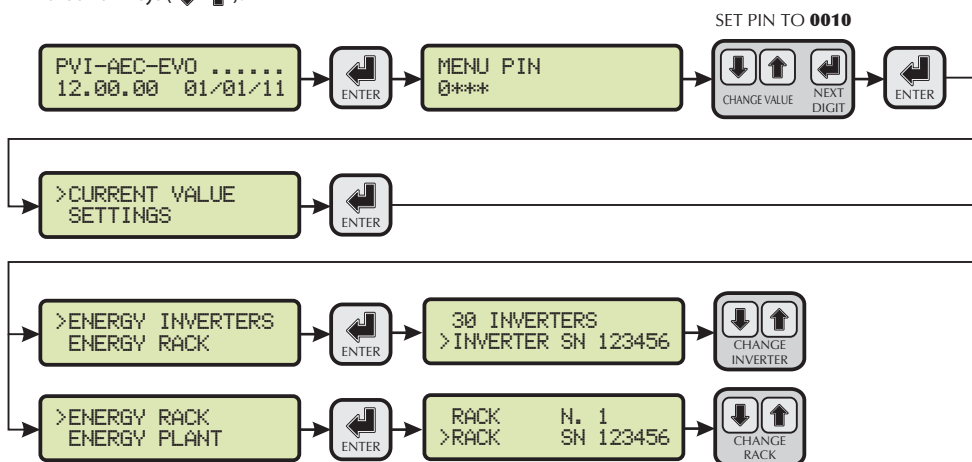 SET PIN TO 0010
PVI-AEC-EVO ......
12.00.00 01/01/11
ENTER
MENU PIN
0***
CHANGE VALUE
NEXT
DIGIT
ENTER
>CURRENT VALUE
SETTINGS
ENTER
>ENERGY INVERTERS
ENERGY RACK
ENTER
30 INVERTERS
>INVERTER SN 123456
CHANGE
INVERTER
>ENERGY RACK
ENERGY PLANT
ENTER
RACK N. 1
>RACK SN 123456
CHANGE
RACK